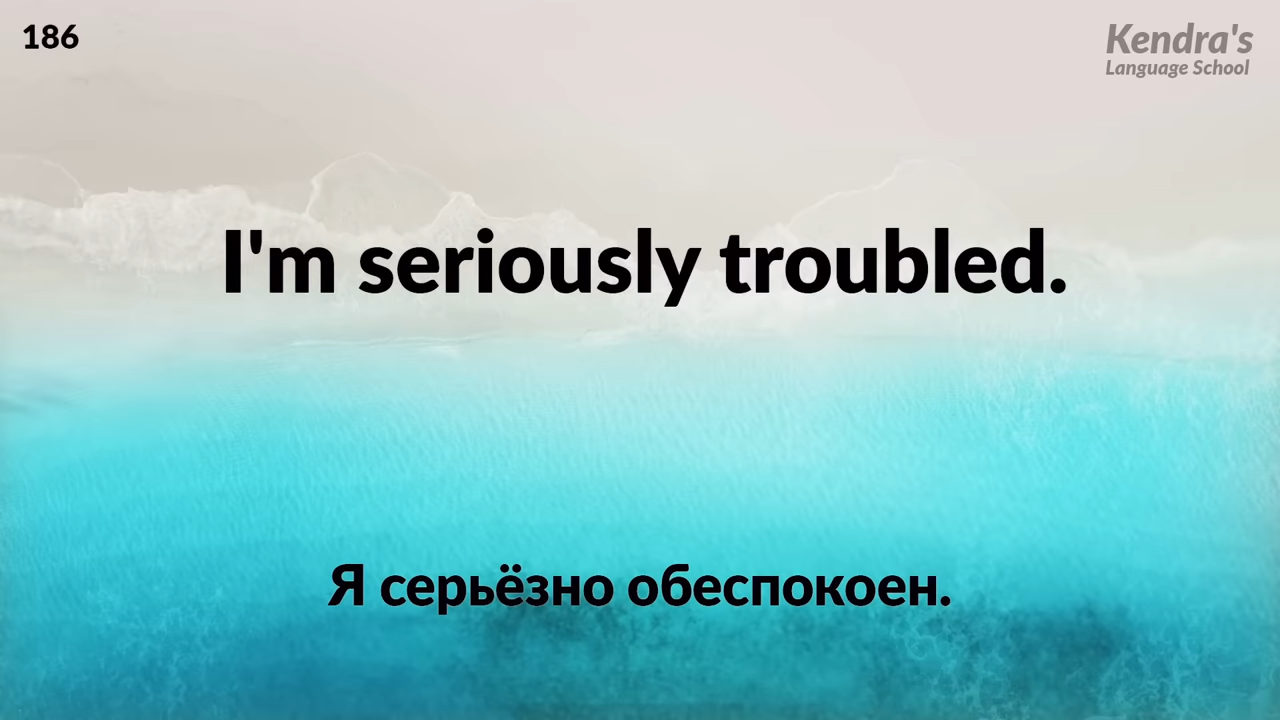 186
Kendra's
Language School
I'm seriously troubled.
Я серьёзно обеспокоен.